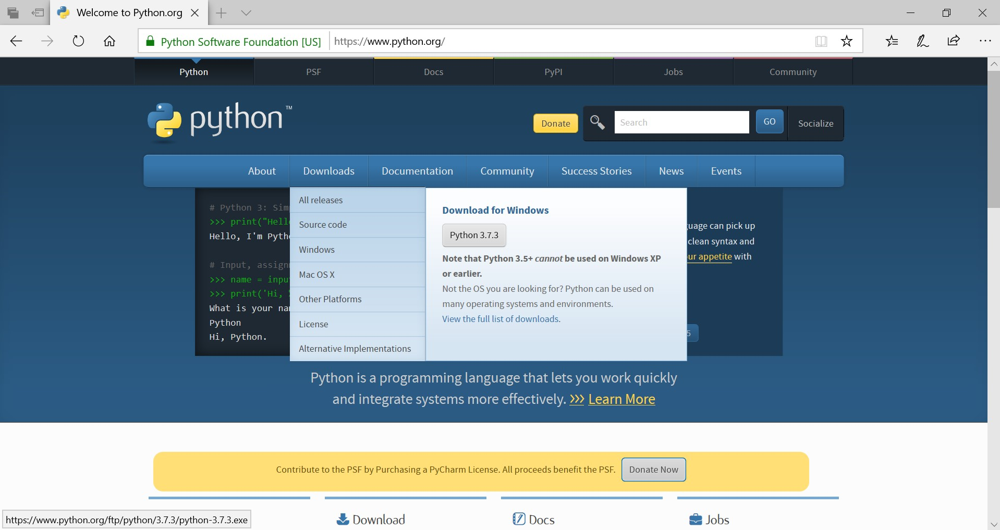 Welcome to Python.org
Python Software Foundation [US]
https://www.python.org/
Python
PSF
Docs
PyPI
Jobs
Community
python™
Donate
Search
GO
Socialize
About
Downloads
Documentation
Community
Success Stories
News
Events
# Python 3: Sim
>>> print("Hell
Hello, I'm Pyth
# Input, assign
>>> name = inpu
>>> print('Hi,
What is your na
Python
Hi, Python.
All releases
Source code
Windows
Mac OS X
Other Platforms
License
Alternative Implementations
Download for Windows
Python 3.7.3
Note that Python 3.5+ cannot be used on Windows XP
or earlier.
Not the OS you are looking for? Python can be used on
many operating systems and environments.
View the full list of downloads.
guage can pick up
clean syntax and
ur appetite with
5
Python is a programming language that lets you work quickly
and integrate systems more effectively. >>> Learn More
Contribute to the PSF by Purchasing a PyCharm License. All proceeds benefit the PSF.
Donate Now
Download
Docs
Jobs
https://www.python.org/ftp/python/3.7.3/python-3.7.3.exe